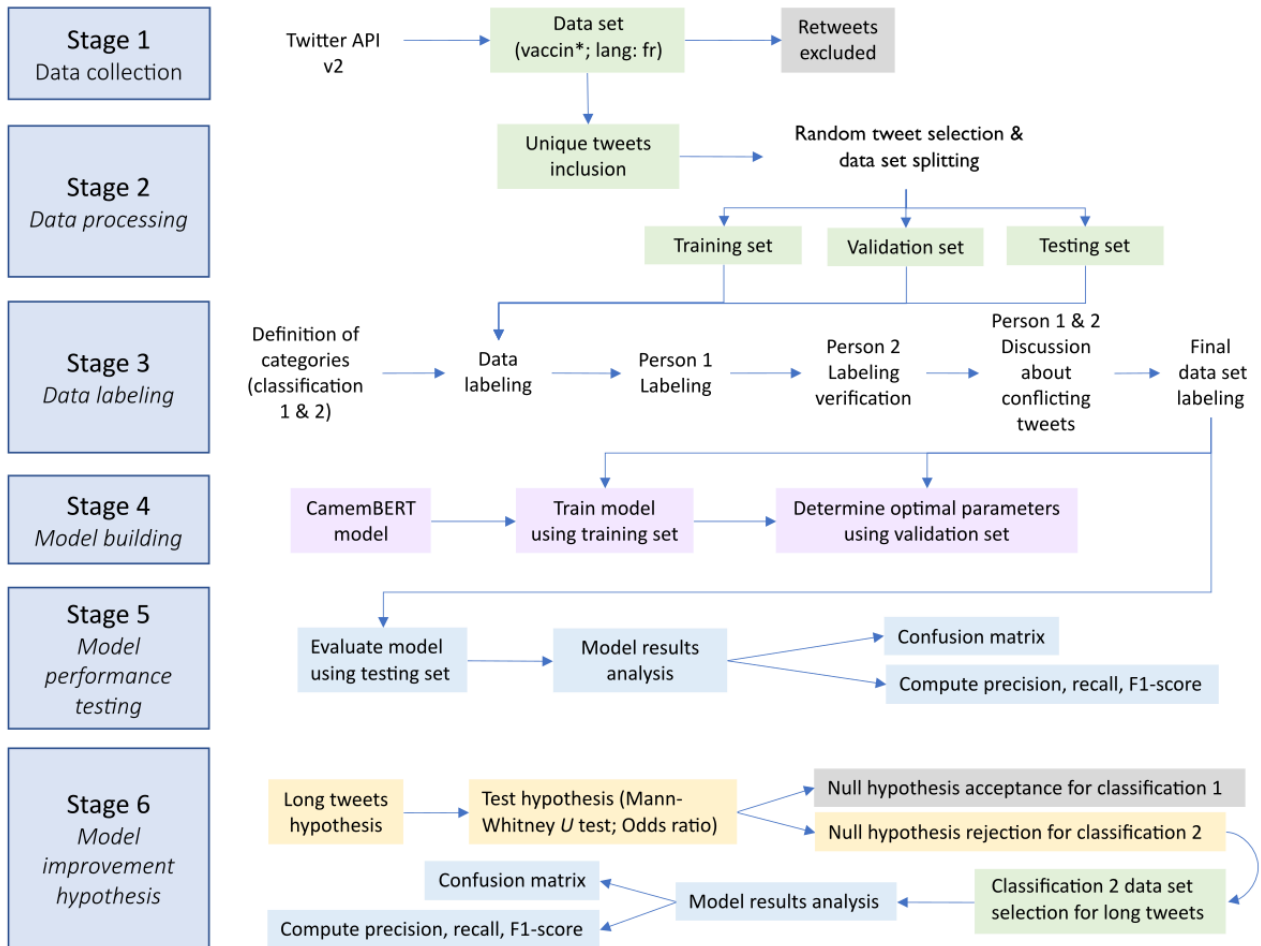 Stage 1
Data collection
Twitter API
v2
Data set
(vaccin*; lang: fr)
Retweets
excluded
Stage 2
Data processing
Unique tweets
inclusion
Random tweet selection &
data set splitting
Training set
Validation set
Testing set
Stage 3
Data labeling
Definition of
categories
(classification
1 & 2)
Data
labeling
Person 1
Labeling
Person 2
Labeling
verification
Person 1 & 2
Discussion
about
conflicting
tweets
Final
data set
labeling
Stage 4
Model building
CamemBERT
model
Train model
using training set
Determine optimal parameters
using validation set
Stage 5
Model
performance
testing
Evaluate model
using testing set
Model results
analysis
Confusion matrix
Compute precision, recall, F1-score
Stage 6
Model
improvement
hypothesis
Long tweets
hypothesis
Test hypothesis (Mann-
Whitney U test; Odds ratio)
Null hypothesis acceptance for classification 1
Null hypothesis rejection for classification 2
Classification 2 data set
selection for long tweets
Model results analysis
Confusion matrix
Compute precision, recall, F1-score